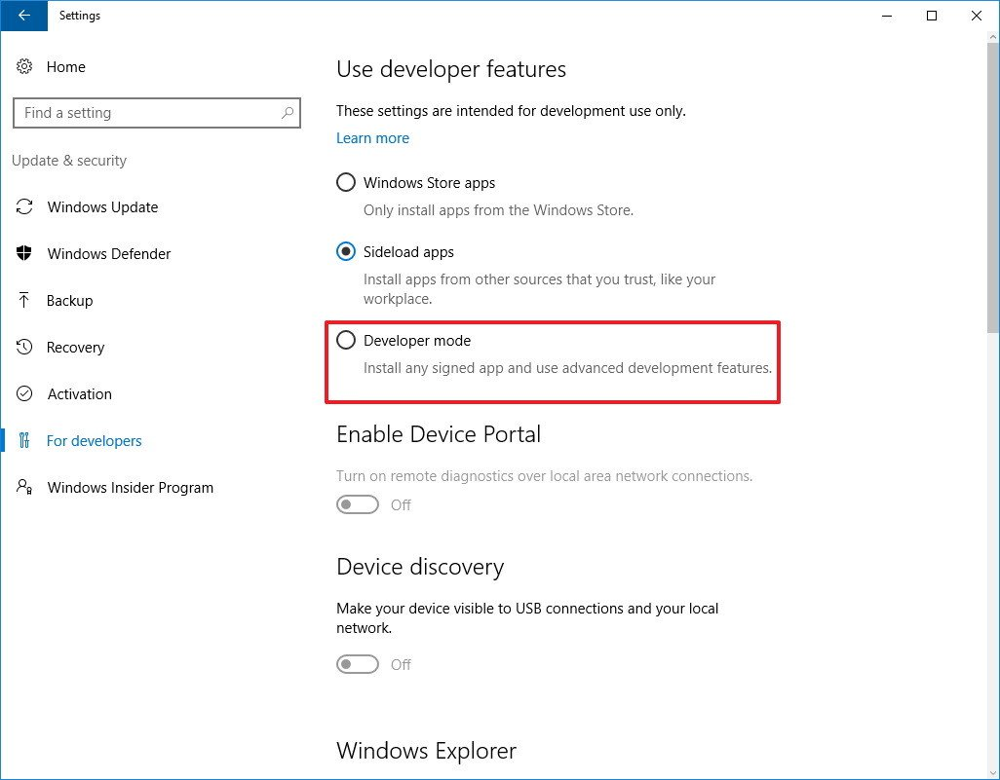 Settings
Home
Find a setting
Update & security
Windows Update
Windows Defender
Backup
Recovery
Activation
For developers
Windows Insider Program
Use developer features
These settings are intended for development use only.
Learn more
Windows Store apps
Only install apps from the Windows Store.
Sideload apps
Install apps from other sources that you trust, like your
workplace.
Developer mode
Install any signed app and use advanced development features.
Enable Device Portal
Turn on remote diagnostics over local area network connections.
Off
Device discovery
Make your device visible to USB connections and your local
network.
Off
Windows Explorer